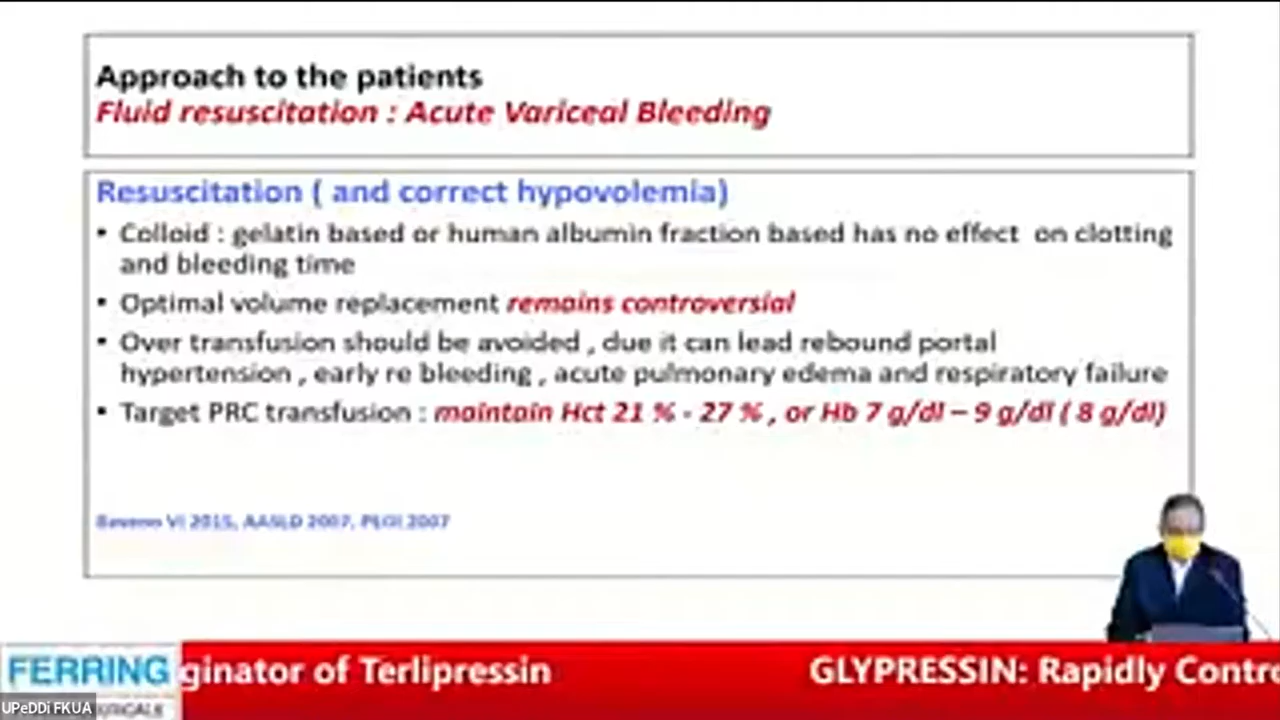 Approach to the patients
Fluid resuscitation : Acute Variceal Bleeding
Resuscitation ( and correct hypovolemia)
• Colloid : gelatin based or human albumin fraction based has no effect on clotting
and bleeding time
• Optimal volume replacement remains controversial
• Over transfusion should be avoided , due it can lead rebound portal
hypertension , early re bleeding , acute pulmonary edema and respiratory failure
• Target PRC transfusion : maintain Hct 21 % - 27 % , or Hb 7 g/dl – 9 g/dl ( 8 g/dl)
Baveno VI 2015, AASLD 2007, 2007
FERRING ginator of Terlipressin GLYPRESSIN: Rapidly Contro
UPeDDi FKUA